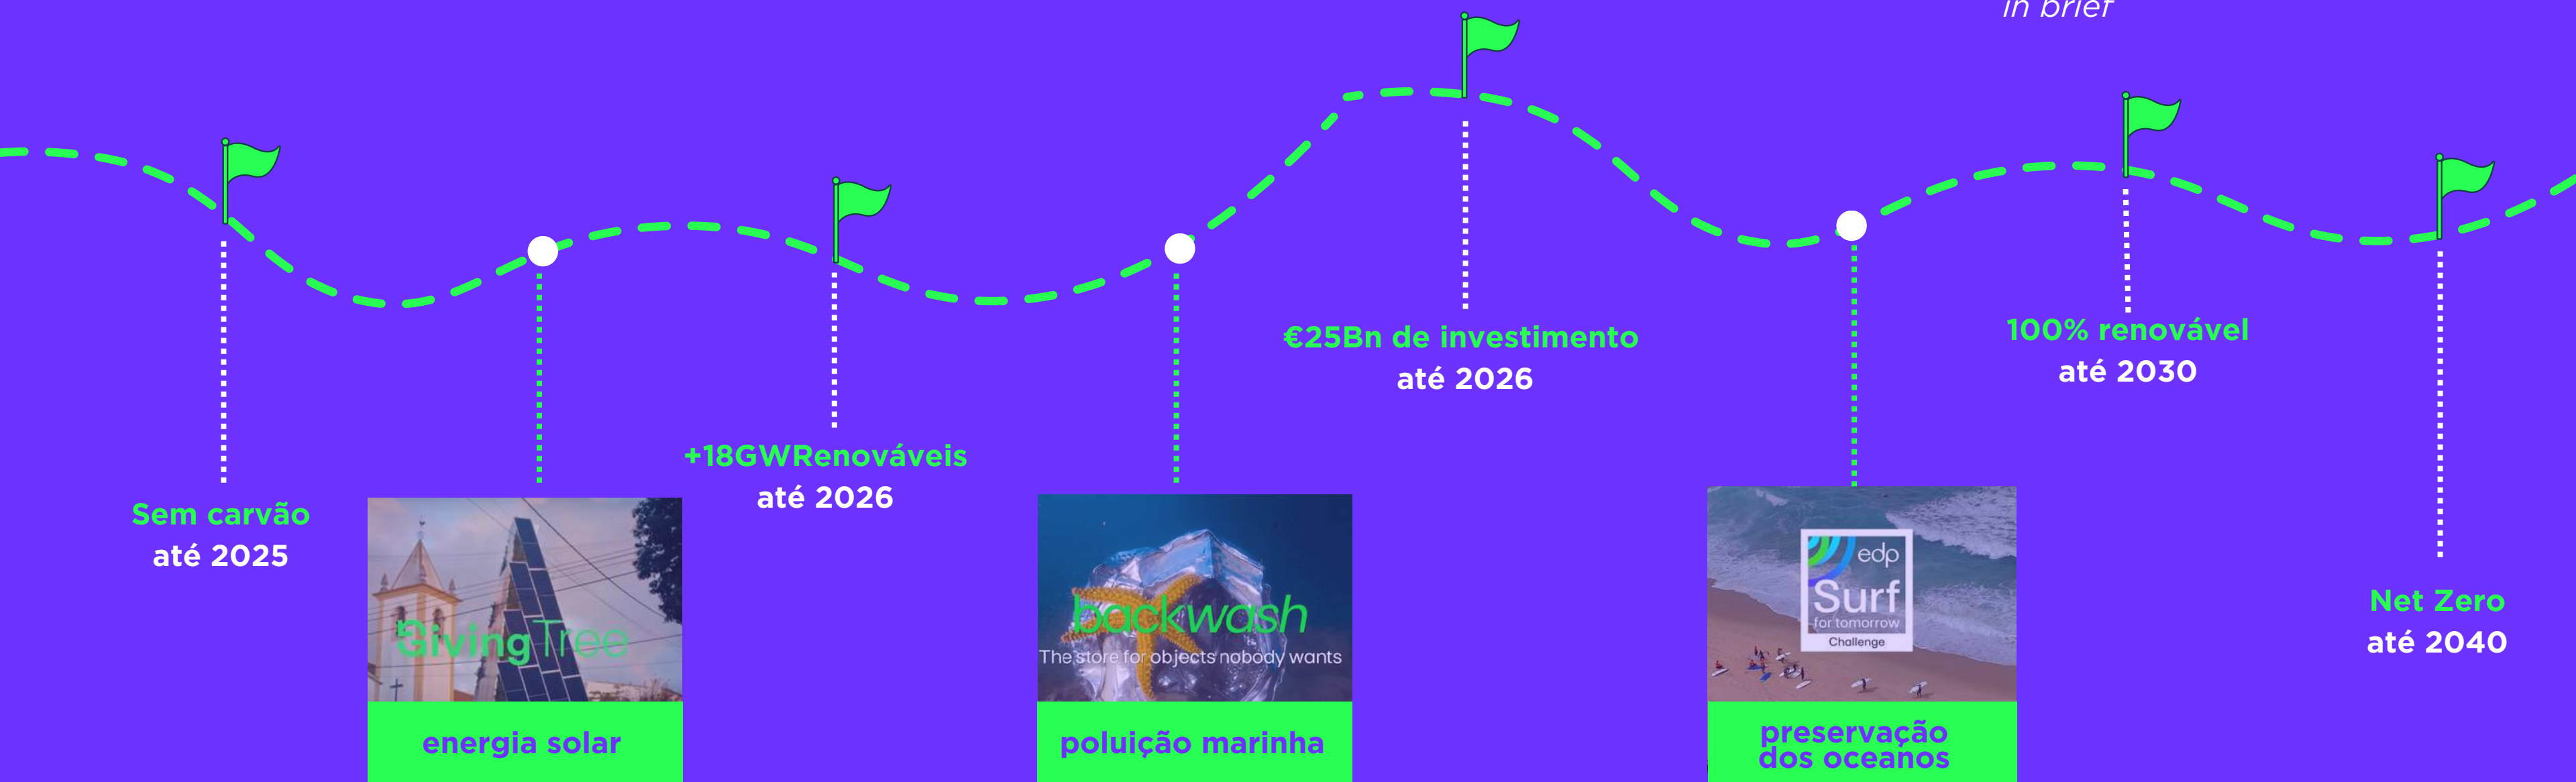 in brief
Sem carvão
até 2025
GivingTree
energia solar
+18GWRenováveis
até 2026
backwash
The store for objects nobody wants
poluição marinha
€25Bn de investimento
até 2026
edp
Surf
for tomorrow
Challenge
preservação
dos oceanos
100% renovável
até 2030
Net Zero
até 2040